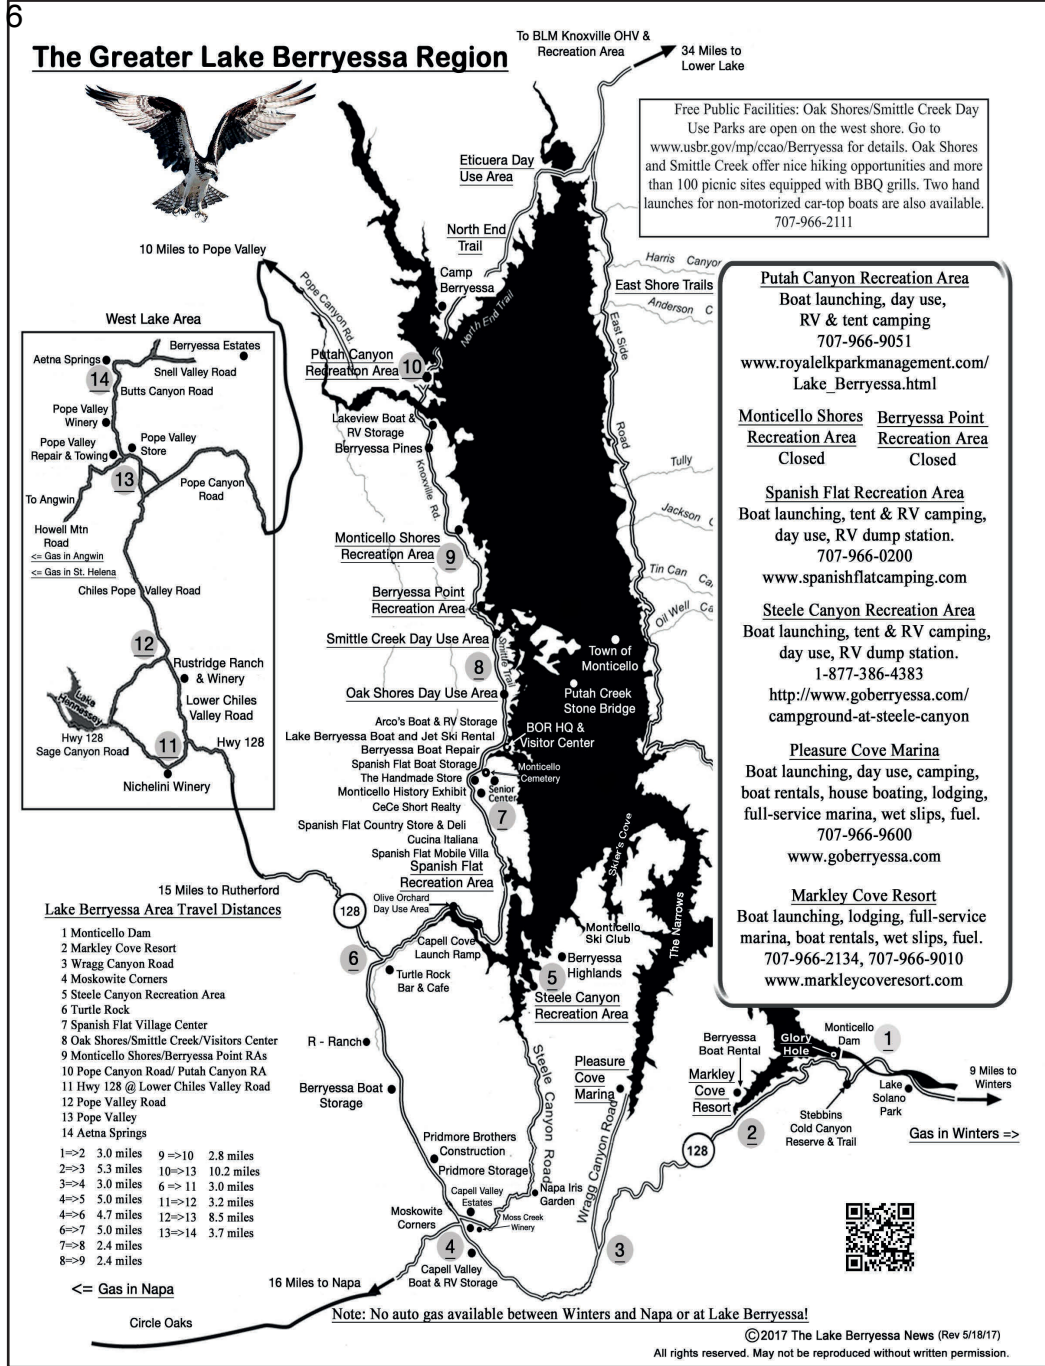 6
The Greater Lake Berryessa Region
To BLM Knoxville OHV &
Recreation Area
34 Miles to
Lower Lake
Free Public Facilities: Oak Shores/Smittle Creek Day
Use Parks are open on the west shore. Go to
www.usbr.gov/mp/ccao/Berryessa for details. Oak Shores
and Smittle Creek offer nice hiking opportunities and more
than 100 picnic sites equipped with BBQ grills. Two hand
launches for non-motorized car-top boats are also available.
707-966-2111
Eticuera Day
Use Area
North End
Trail
10 Miles to Pope Valley
Camp
Berryessa
North End Trail
Pope Canyon Rd.
Harris Canyon
East Shore Trails
Anderson C
East Side
Road
Putah Canyon
Recreation Area
10
Lakeview Boat &
RV Storage
Berryessa Pines
Knoxville Rd.
Tully
Jackson C
Tin Can Ca
Oil Well Ca
Monticello Shores
Recreation Area
9
Berryessa Point
Recreation Area
Smittle Creek Day Use Area
8
Smittle Trail
Oak Shores Day Use Area
Town of
Monticello
Putah Creek
Stone Bridge
BOR HQ &
Visitor Center
Arco's Boat & RV Storage
Lake Berryessa Boat and Jet Ski Rental
Berryessa Boat Repair
Spanish Flat Boat Storage
The Handmade Store
Monticello History Exhibit
CeCe Short Realty
Monticello
Cemetery
Senior
Center
7
Spanish Flat Country Store & Deli
Cucina Italiana
Spanish Flat Mobile Villa
Spanish Flat
Recreation Area
Olive Orchard
Day Use Area
Capell Cove
Launch Ramp
Skier's Cove
The Narrows
Monticello
Ski Club
Berryessa
Highlands
5
Steele Canyon
Recreation Area
West Lake Area
Aetna Springs
Berryessa Estates
14
Snell Valley Road
Butts Canyon Road
Pope Valley
Winery
Pope Valley
Repair & Towing
Pope Valley
Store
13
Pope Canyon
Road
To Angwin
Howell Mtn
Road
<= Gas in Angwin
<= Gas in St. Helena
Chiles Pope Valley Road
12
Rustridge Ranch
& Winery
Lake
Hennessey
Lower Chiles
Valley Road
Hwy 128
Sage Canyon Road
11
Hwy 128
Nichelini Winery
Putah Canyon Recreation Area
Boat launching, day use,
RV & tent camping
707-966-9051
www.royalelkparkmanagement.com/
Lake_Berryessa.html
Monticello Shores
Recreation Area
Closed
Berryessa Point
Recreation Area
Closed
Spanish Flat Recreation Area
Boat launching, tent & RV camping,
day use, RV dump station.
707-966-0200
www.spanishflatcamping.com
Steele Canyon Recreation Area
Boat launching, tent & RV camping,
day use, RV dump station.
1-877-386-4383
http://www.goberryessa.com/
campground-at-steele-canyon
Pleasure Cove Marina
Boat launching, day use, camping,
boat rentals, house boating, lodging,
full-service marina, wet slips, fuel.
707-966-9600
www.goberryessa.com
Markley Cove Resort
Boat launching, lodging, full-service
marina, boat rentals, wet slips, fuel.
707-966-2134, 707-966-9010
www.markleycoveresort.com
15 Miles to Rutherford
128
6
Turtle Rock
Bar & Cafe
R - Ranch
Berryessa Boat
Storage
Pridmore Brothers
Construction
Pridmore Storage
Steele Canyon Road
Capell Valley
Estates
Napa Iris
Garden
Moss Creek
Winery
Moskowite
Corners
4
Capell Valley
Boat & RV Storage
Pleasure
Cove
Marina
Wragg Canyon Road
3
128
Berryessa
Boat Rental
Glory
Hole
Monticello
Dam
1
Markley
Cove
Resort
2
Stebbins
Cold Canyon
Reserve & Trail
Lake
Solano
Park
9 Miles to
Winters
Gas in Winters =>
Lake Berryessa Area Travel Distances
1 Monticello Dam
2 Markley Cove Resort
3 Wragg Canyon Road
4 Moskowite Corners
5 Steele Canyon Recreation Area
6 Turtle Rock
7 Spanish Flat Village Center
8 Oak Shores/Smittle Creek/Visitors Center
9 Monticello Shores/Berryessa Point RAs
10 Pope Canyon Road/ Putah Canyon RA
11 Hwy 128 @ Lower Chiles Valley Road
12 Pope Valley Road
13 Pope Valley
14 Aetna Springs
1=>2 3.0 miles
2=>3 5.3 miles
3=>4 3.0 miles
4=>5 5.0 miles
4=>6 4.7 miles
6=>7 5.0 miles
7=>8 2.4 miles
8=>9 2.4 miles
9 =>10 2.8 miles
10=>13 10.2 miles
6 => 11 3.0 miles
11=>12 3.2 miles
12=>13 8.5 miles
13=>14 3.7 miles
<= Gas in Napa
16 Miles to Napa
Circle Oaks
Note: No auto gas available between Winters and Napa or at Lake Berryessa!
©2017 The Lake Berryessa News (Rev 5/18/17)
All rights reserved. May not be reproduced without written permission.